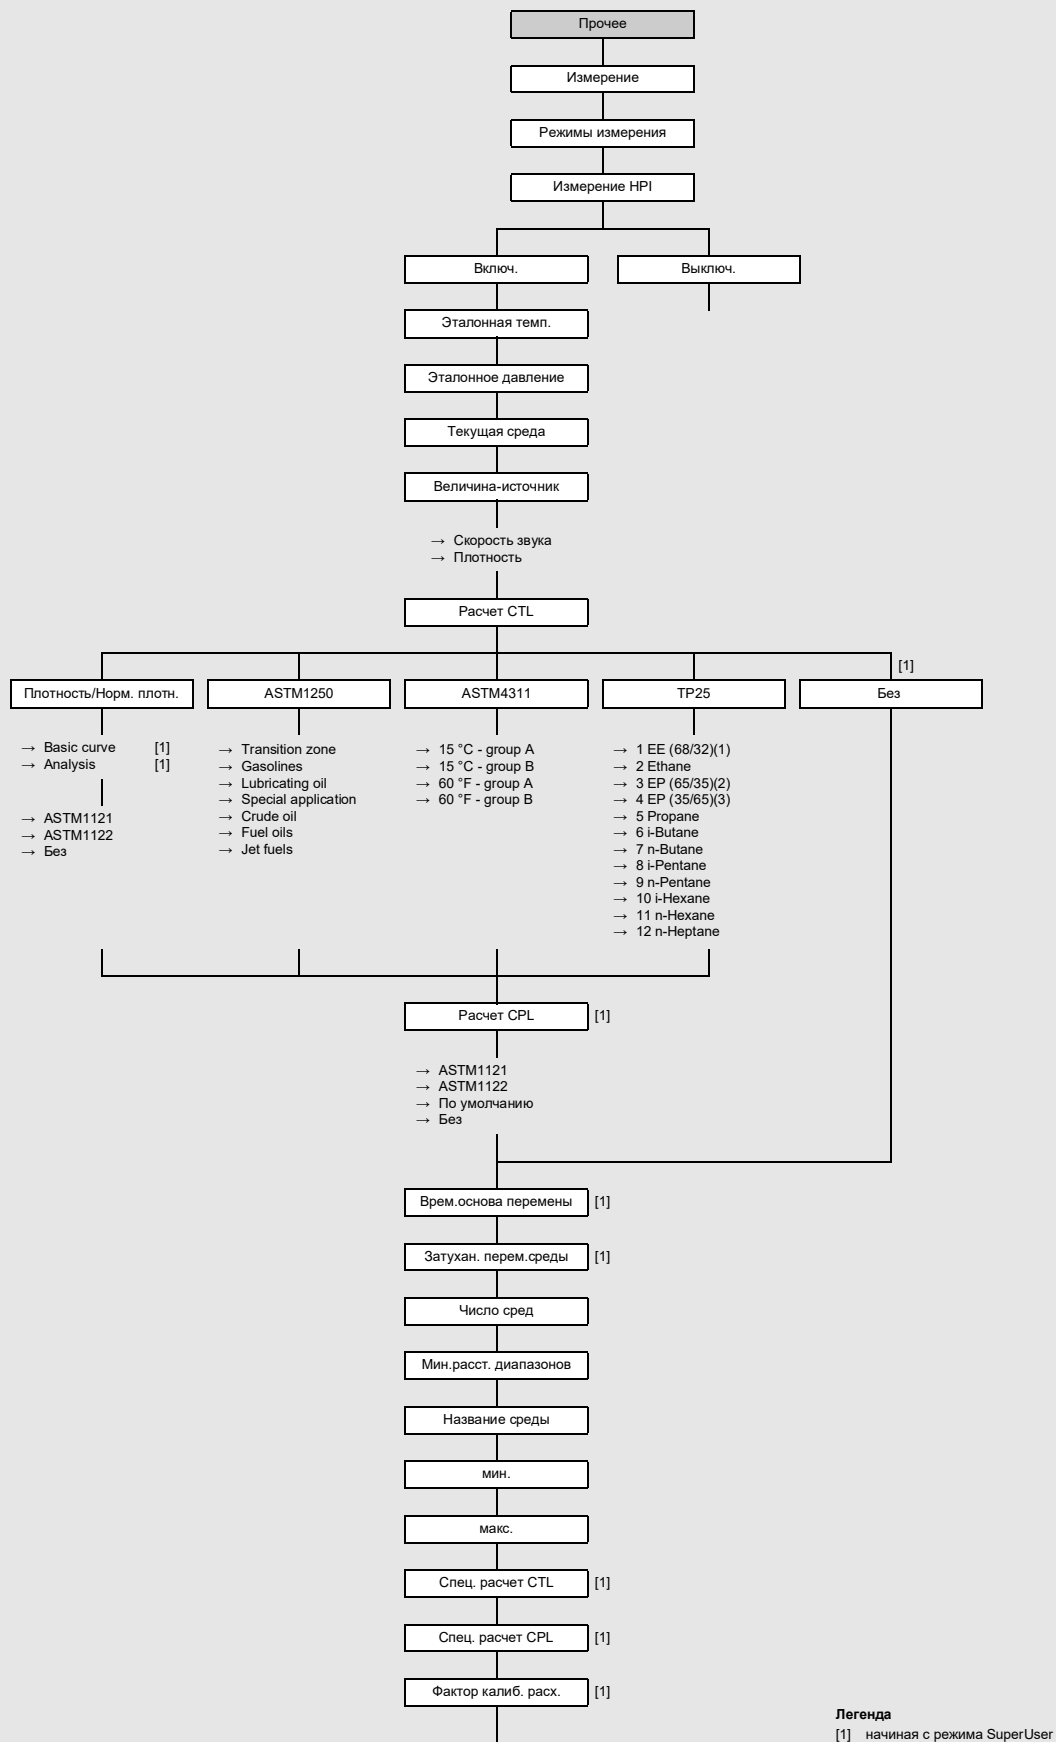 Прочее
Измерение
Режимы измерения
Измерение HPI
Включ.
Выключ.
Эталонная темп.
Эталонное давление
Текущая среда
Величина-источник
→ Скорость звука
→ Плотность
Расчет CTL
[1]
Плотность/Норм. плотн.
ASTM1250
ASTM4311
TP25
Без
→ Basic curve [1]
→ Analysis [1]
→ ASTM1121
→ ASTM1122
→ Без
→ Transition zone
→ Gasolines
→ Lubricating oil
→ Special application
→ Crude oil
→ Fuel oils
→ Jet fuels
→ 15 °C - group A
→ 15 °C - group B
→ 60 °F - group A
→ 60 °F - group B
→ 1 EE (68/32)(1)
→ 2 Ethane
→ 3 EP (65/35)(2)
→ 4 EP (35/65)(3)
→ 5 Propane
→ 6 i-Butane
→ 7 n-Butane
→ 8 i-Pentane
→ 9 n-Pentane
→ 10 i-Hexane
→ 11 n-Hexane
→ 12 n-Heptane
Расчет CPL [1]
→ ASTM1121
→ ASTM1122
→ По умолчанию
→ Без
Врем.основа перемены [1]
Затухан. перем.среды [1]
Число сред
Мин.расст. диапазонов
Название среды
мин.
макс.
Спец. расчет CTL [1]
Спец. расчет CPL [1]
Фактор калиб. расх. [1]
Легенда
[1] начиная с режима SuperUser